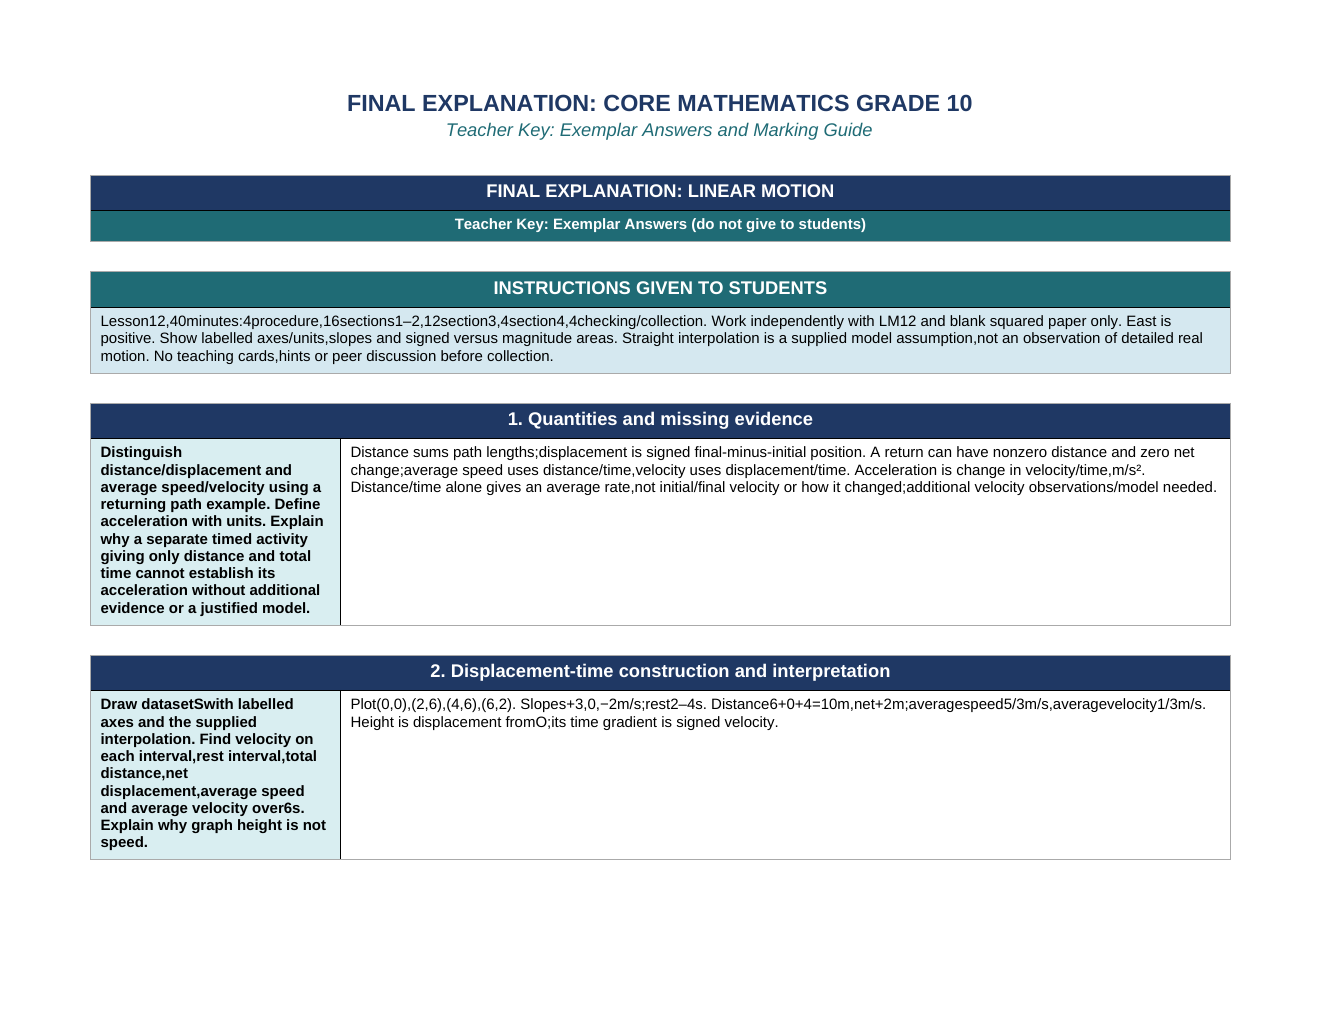 FINAL EXPLANATION: CORE MATHEMATICS GRADE 10
Teacher Key: Exemplar Answers and Marking Guide
FINAL EXPLANATION: LINEAR MOTION
Teacher Key: Exemplar Answers (do not give to students)
INSTRUCTIONS GIVEN TO STUDENTS
Lesson12,40minutes:4procedure,16sections1–2,12section3,4section4,4checking/collection. Work independently with LM12 and blank squared paper only. East is
positive. Show labelled axes/units,slopes and signed versus magnitude areas. Straight interpolation is a supplied model assumption,not an observation of detailed real
motion. No teaching cards,hints or peer discussion before collection.
1. Quantities and missing evidence
Distinguish
distance/displacement and
average speed/velocity using a
returning path example. Define
acceleration with units. Explain
why a separate timed activity
giving only distance and total
time cannot establish its
acceleration without additional
evidence or a justified model.
Distance sums path lengths;displacement is signed final-minus-initial position. A return can have nonzero distance and zero net
change;average speed uses distance/time,velocity uses displacement/time. Acceleration is change in velocity/time,m/s².
Distance/time alone gives an average rate,not initial/final velocity or how it changed;additional velocity observations/model needed.
2. Displacement-time construction and interpretation
Draw datasetSwith labelled
axes and the supplied
interpolation. Find velocity on
each interval,rest interval,total
distance,net
displacement,average speed
and average velocity over6s.
Explain why graph height is not
speed.
Plot(0,0),(2,6),(4,6),(6,2). Slopes+3,0,−2m/s;rest2–4s. Distance6+0+4=10m,net+2m;averagespeed5/3m/s,averagevelocity1/3m/s.
Height is displacement fromO;its time gradient is signed velocity.